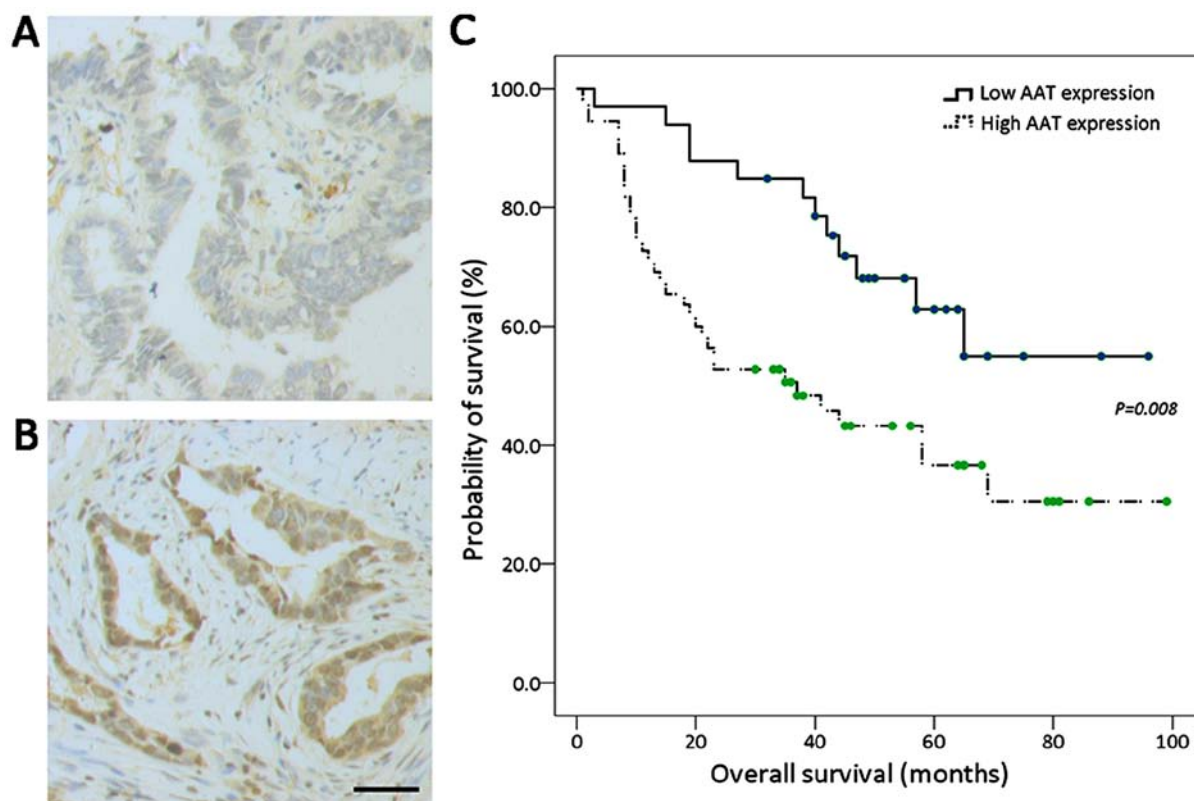 A
B
C
Probability of survival (%)
100.0
80.0
60.0
40.0
20.0
0.0
Low AAT expression
High AAT expression
P=0.008
0 20 40 60 80 100
Overall survival (months)